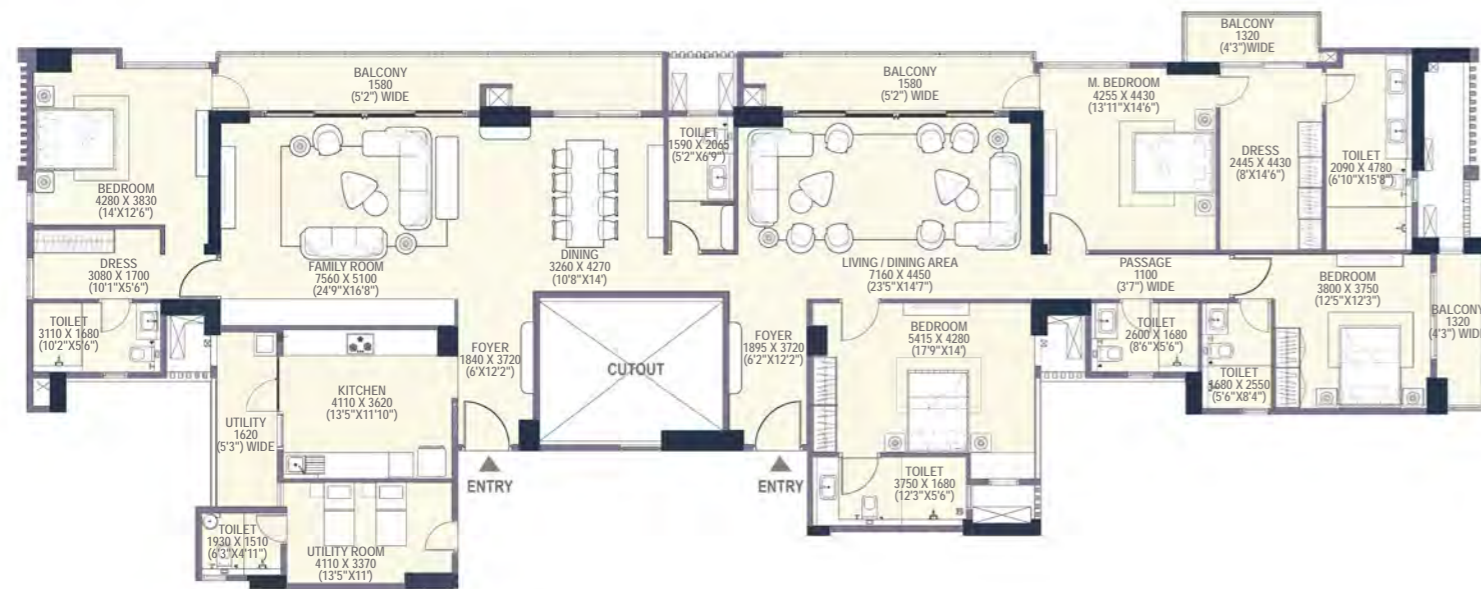 BALCONY
1320
(4'3")WIDE
BALCONY
1580
(5'2") WIDE
BALCONY
1580
(5'2") WIDE
M. BEDROOM
4255 X 4430
(13'11"X14'6")
BEDROOM
4280 X 3830
(14'X12'6")
TOILET
1590 X 2065
(5'2"X6'9")
DRESS
2445 X 4430
(8'X14'6")
TOILET
2090 X 4780
(6'10"X15'8")
DRESS
3080 X 1700
(10'1"X5'6")
FAMILY ROOM
7560 X 5100
(24'9"X16'8")
DINING
3260 X 4270
(10'8"X14')
LIVING / DINING AREA
7160 X 4450
(23'5"X14'7")
PASSAGE
1100
(3'7") WIDE
BEDROOM
3800 X 3750
(12'5"X12'3")
BALCONY
1320
(4'3") WIDE
TOILET
3110 X 1680
(10'2"X5'6")
FOYER
1840 X 3720
(6'X12'2")
CUTOUT
FOYER
1895 X 3720
(6'2"X12'2")
BEDROOM
5415 X 4280
(17'9"X14')
TOILET
2600 X 1680
(8'6"X5'6")
TOILET
1680 X 2550
(5'6"X8'4")
KITCHEN
4110 X 3620
(13'5"X11'10")
UTILITY
1620
(5'3") WIDE
ENTRY
ENTRY
TOILET
3750 X 1680
(12'3"X5'6")
TOILET
1930 X 1510
(6'3"X4'11")
UTILITY ROOM
4110 X 3370
(13'5"X11')